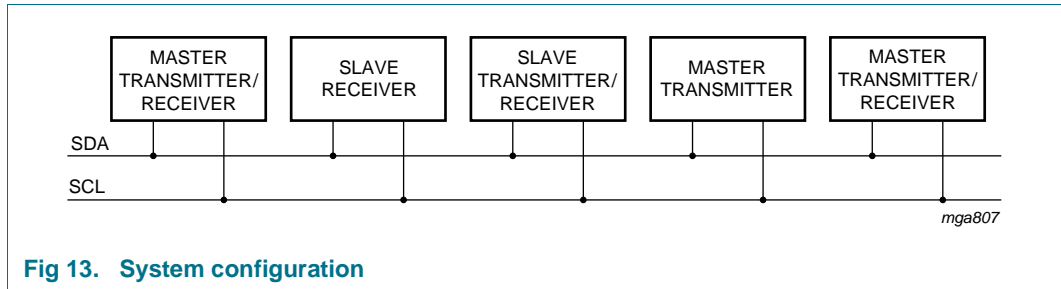 MASTER
TRANSMITTER/
RECEIVER
SLAVE
RECEIVER
SLAVE
TRANSMITTER/
RECEIVER
MASTER
TRANSMITTER
MASTER
TRANSMITTER/
RECEIVER
SDA
SCL
mga807
Fig 13. System configuration